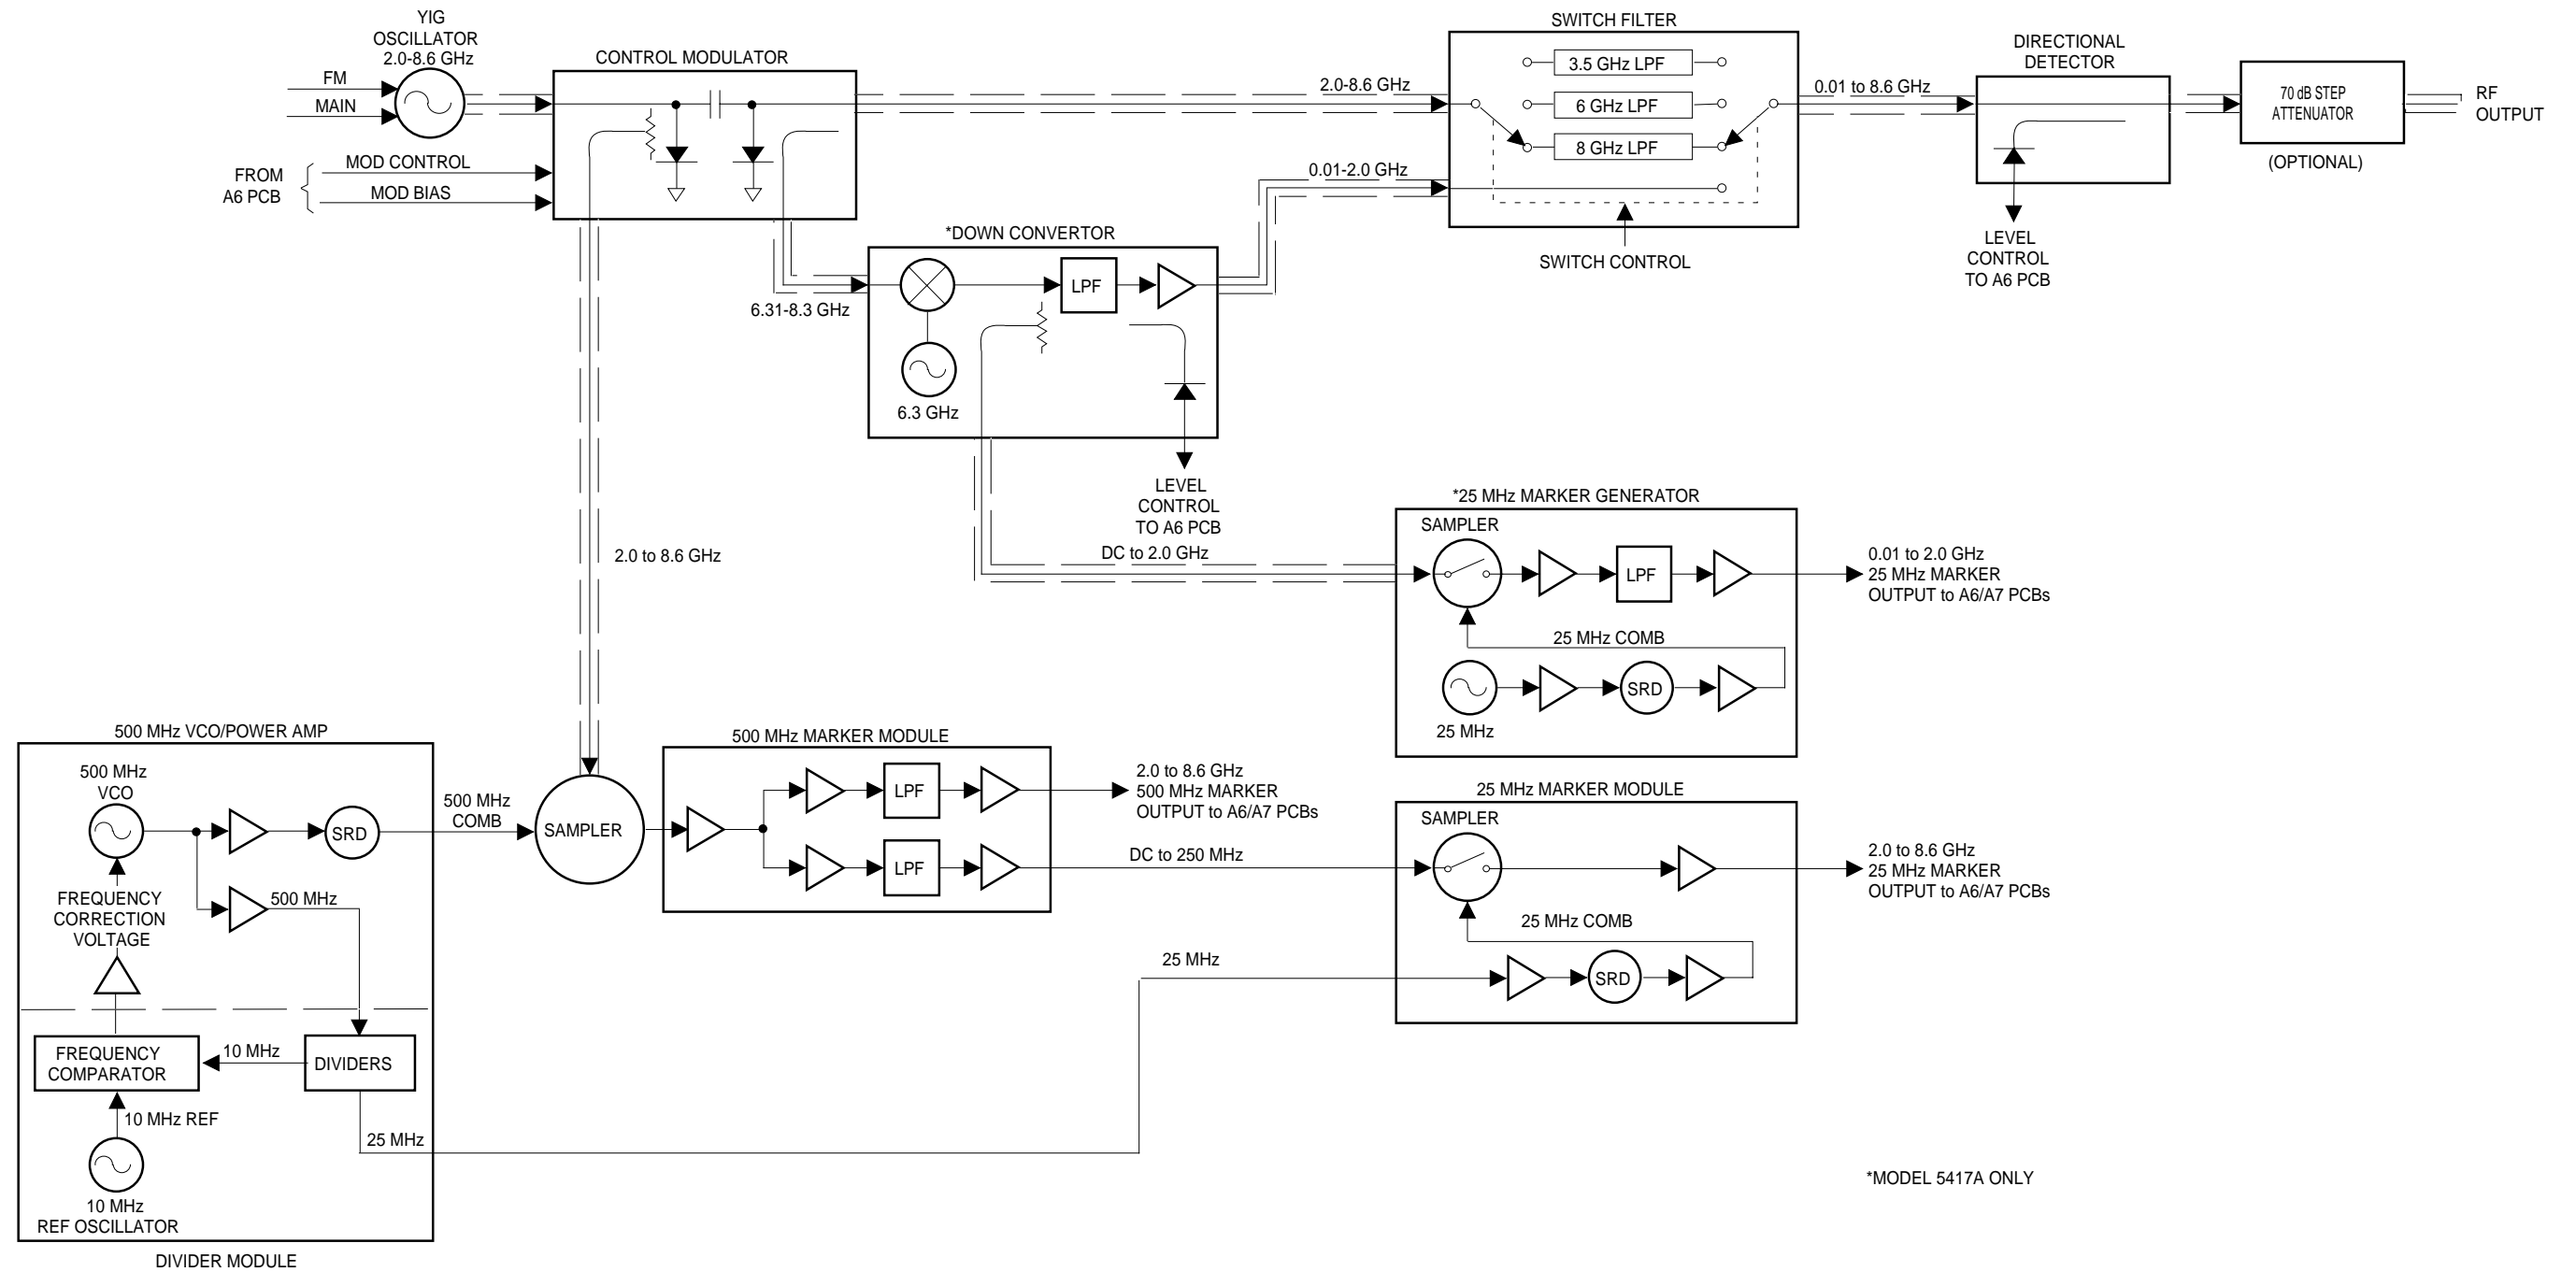 YIG
OSCILLATOR
2.0-8.6 GHz
FM
MAIN
CONTROL MODULATOR
FROM
A6 PCB
MOD CONTROL
MOD BIAS
2.0-8.6 GHz
0.01-2.0 GHz
SWITCH FILTER
3.5 GHz LPF
6 GHz LPF
8 GHz LPF
SWITCH CONTROL
0.01 to 8.6 GHz
DIRECTIONAL
DETECTOR
LEVEL
CONTROL
TO A6 PCB
70 dB STEP
ATTENUATOR
(OPTIONAL)
RF
OUTPUT
*DOWN CONVERTOR
6.31-8.3 GHz
LPF
6.3 GHz
LEVEL
CONTROL
TO A6 PCB
DC to 2.0 GHz
2.0 to 8.6 GHz
*25 MHz MARKER GENERATOR
SAMPLER
LPF
25 MHz COMB
SRD
25 MHz
0.01 to 2.0 GHz
25 MHz MARKER
OUTPUT to A6/A7 PCBs
500 MHz VCO/POWER AMP
500 MHz
VCO
SRD
500 MHz
COMB
SAMPLER
FREQUENCY
CORRECTION
VOLTAGE
500 MHz
FREQUENCY
COMPARATOR
10 MHz
DIVIDERS
10 MHz REF
25 MHz
10 MHz
REF OSCILLATOR
DIVIDER MODULE
500 MHz MARKER MODULE
LPF
LPF
2.0 to 8.6 GHz
500 MHz MARKER
OUTPUT to A6/A7 PCBs
DC to 250 MHz
25 MHz
25 MHz MARKER MODULE
SAMPLER
25 MHz COMB
SRD
2.0 to 8.6 GHz
25 MHz MARKER
OUTPUT to A6/A7 PCBs
*MODEL 5417A ONLY